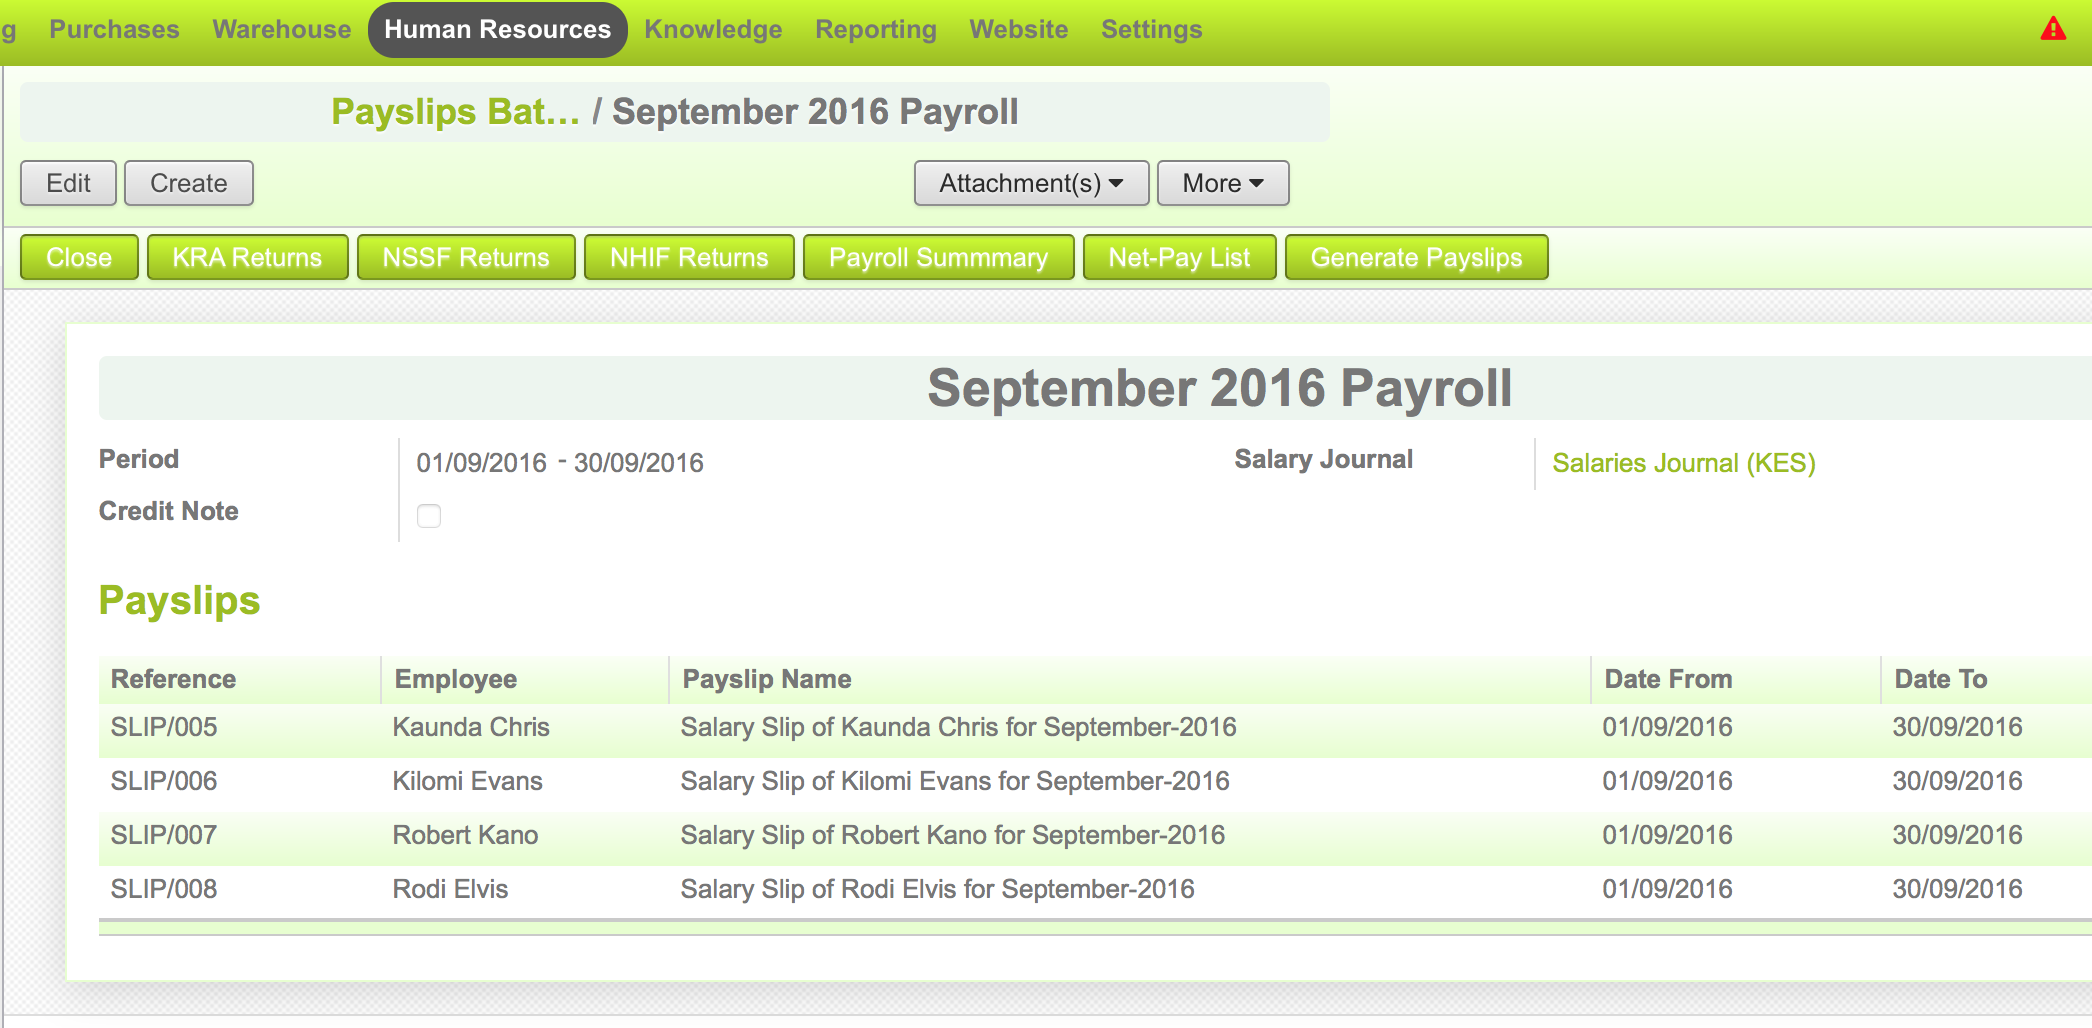 g Purchases Warehouse Human Resources Knowledge Reporting Website Settings
Payslips Bat... / September 2016 Payroll
Edit Create Attachment(s) More
Close KRA Returns NSSF Returns NHIF Returns Payroll Summmary Net-Pay List Generate Payslips
September 2016 Payroll
Period 01/09/2016 - 30/09/2016 Salary Journal Salaries Journal (KES)
Credit Note
Payslips
Reference Employee Payslip Name Date From Date To
SLIP/005 Kaunda Chris Salary Slip of Kaunda Chris for September-2016 01/09/2016 30/09/2016
SLIP/006 Kilomi Evans Salary Slip of Kilomi Evans for September-2016 01/09/2016 30/09/2016
SLIP/007 Robert Kano Salary Slip of Robert Kano for September-2016 01/09/2016 30/09/2016
SLIP/008 Rodi Elvis Salary Slip of Rodi Elvis for September-2016 01/09/2016 30/09/2016